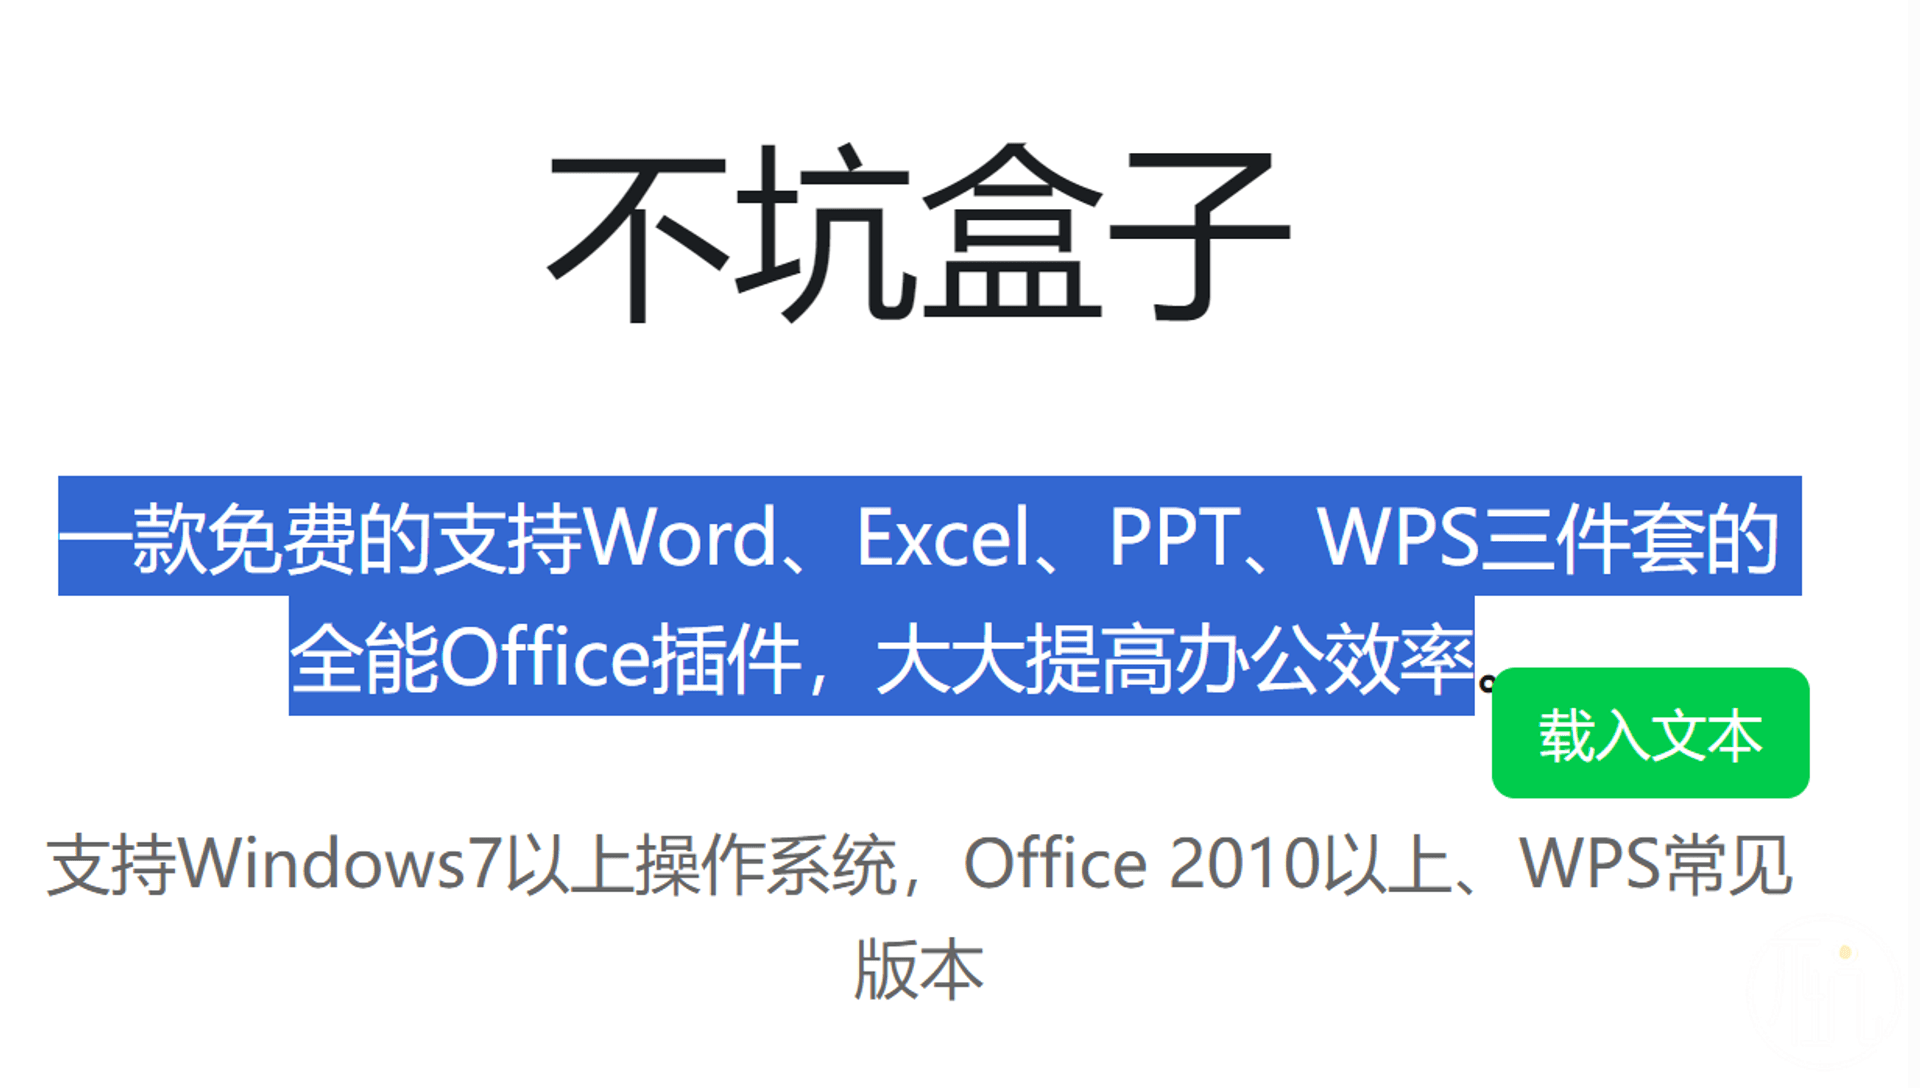 不坑盒子
一款免费的支持Word、Excel、PPT、WPS三件套的
全能Office插件，大大提高办公效率。
载入文本
支持Windows7以上操作系统，Office 2010以上、WPS常见
版本